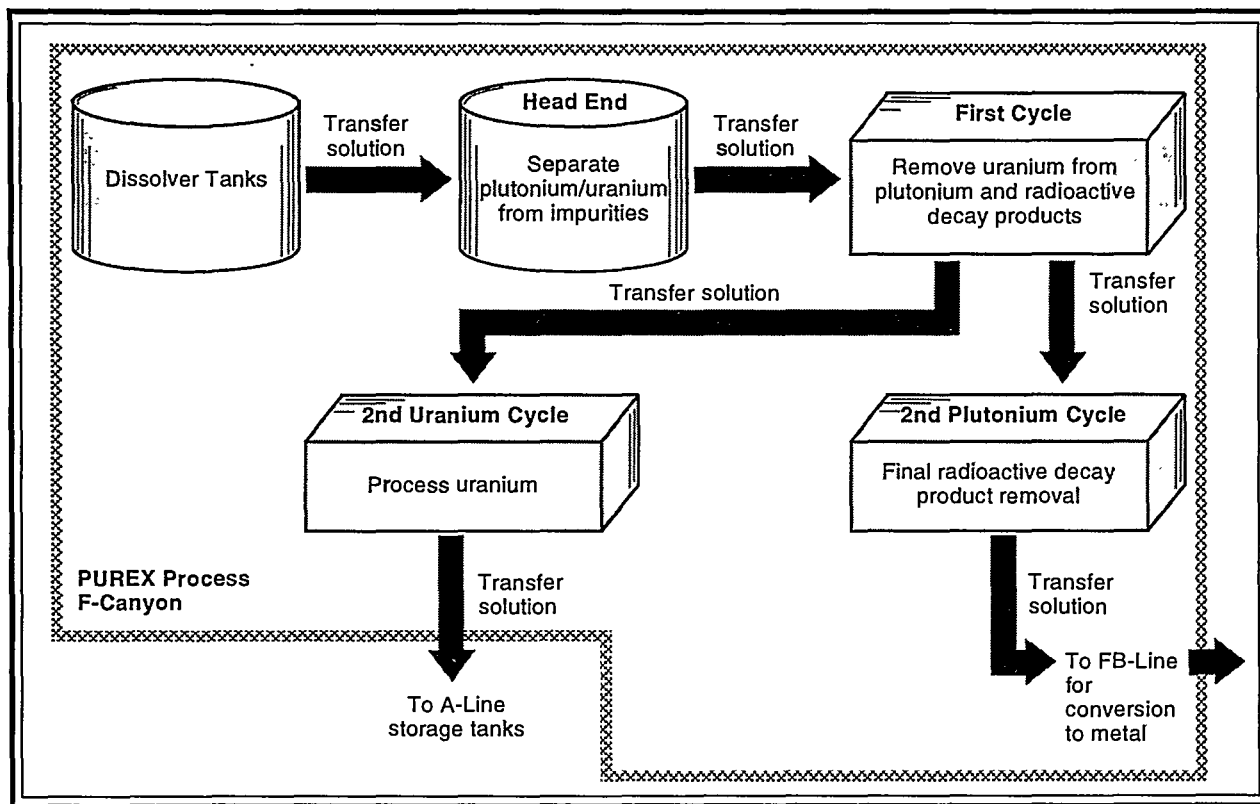 Dissolver Tanks
Transfer
solution
Head End
Separate
plutonium/uranium
from impurities
Transfer
solution
First Cycle
Remove uranium from
plutonium and radioactive
decay products
Transfer solution
Transfer
solution
2nd Uranium Cycle
Process uranium
2nd Plutonium Cycle
Final radioactive decay
product removal
PUREX Process
F-Canyon
Transfer
solution
Transfer
solution
To A-Line
storage tanks
To FB-Line
for
conversion
to metal